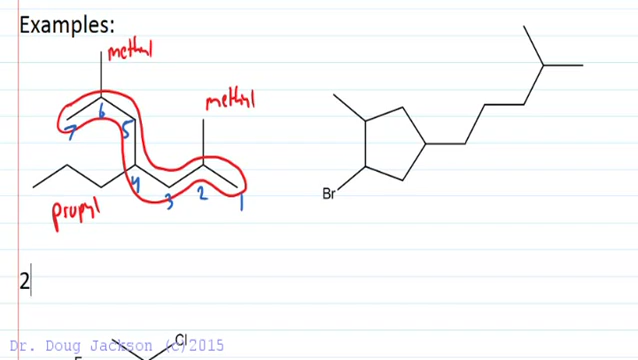 Examples:
methyl
methyl
6
7
5
4
3
2
1
propyl
Br
2
Cl
F
Dr. Doug Jackson (c)2015